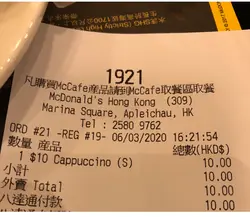 1921
凡購買McCafe產品請到McCafe取餐區取餐
McDonald's Hong Kong (309)
Marina Square, Apleichau, HK
Tel : 2580 9762
ORD #21 -REG #19- 06/03/2020 16:21:54
數量 產品 總數(HKD$)
1 $10 Cappuccino (S) 10.00
小計 10.00
外賣 Total 10.00
八達通付款 10.00